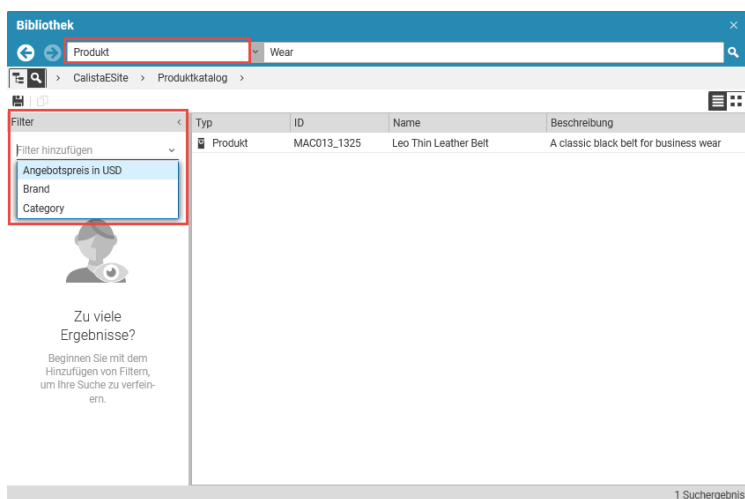 Bibliothek
Produkt
Wear
> CalistaESite > Produktkatalog >
Filter
Typ ID Name Beschreibung
Filter hinzufügen
Produkt MAC013_1325 Leo Thin Leather Belt A classic black belt for business wear
Angebotspreis in USD
Brand
Category
Zu viele
Ergebnisse?
Beginnen Sie mit dem
Hinzufügen von Filtern,
um Ihre Suche zu verfein-
ern.
1 Suchergebnis